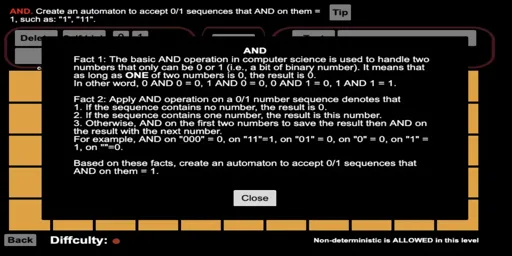 AND. Create an automaton to accept 0/1 sequences that AND on them =
1, such as: "1", "11".
Tip
AND
Fact 1: The basic AND operation in computer science is used to handle two
numbers that only can be 0 or 1 (i.e., a bit of binary number). It means that
as long as ONE of two numbers is 0, the result is 0.
In other word, 0 AND 0 = 0, 1 AND 0 = 0, 0 AND 1 = 0, 1 AND 1 = 1.
Fact 2: Apply AND operation on a 0/1 number sequence denotes that
1. If the sequence contains no number, the result is 0.
2. If the sequence contains one number, the result is this number.
3. Otherwise, AND on the first two numbers to save the result then AND on
the result with the next number.
For example, AND on "000" = 0, on "11"=1, on "01" = 0, on "0" = 0, on "1" =
1, on ""=0.
Based on these facts, create an automaton to accept 0/1 sequences that
AND on them = 1.
Close
Back
Diffculty:
Non-deterministic is ALLOWED in this level